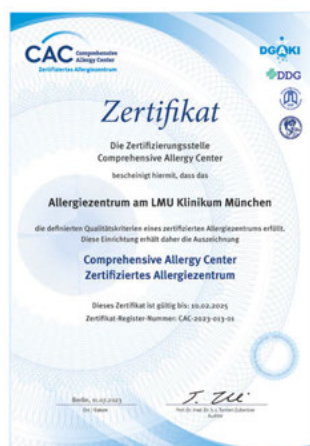 CAC Comprehensive
Allergy Center
Zertifiziertes Allergiezentrum
DGAKI
DDG
Zertifikat
Die Zertifizierungsstelle
Comprehensive Allergy Center
bescheinigt hiermit, dass das
Allergiezentrum am LMU Klinikum München
die definierten Qualitätskriterien eines zertifizierten Allergiezentrums erfüllt.
Diese Einrichtung erhält daher die Auszeichnung
Comprehensive Allergy Center
Zertifiziertes Allergiezentrum
Dieses Zertifikat ist gültig bis: 10.02.2025
Zertifikat-Register-Nummer: CAC-2023-013-01
Berlin, 11.02.2023
Ort / Datum
Prof. Dr. med. Dr. h. c. Torsten Zuberbier